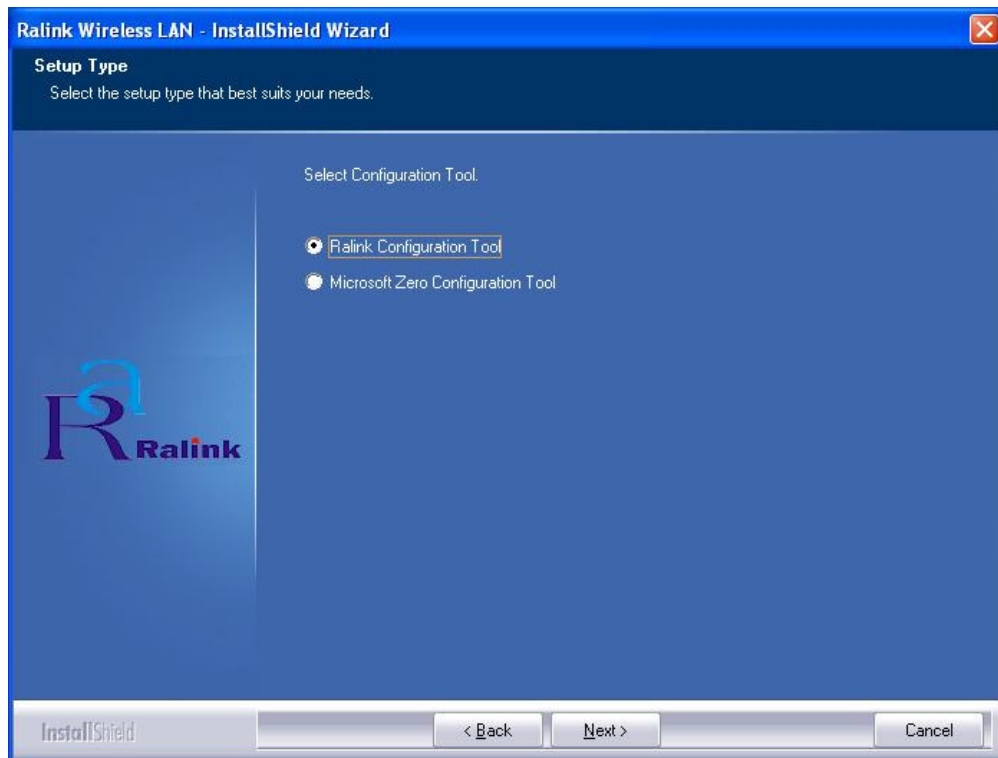 Ralink Wireless LAN - InstallShield Wizard
Setup Type
Select the setup type that best suits your needs.
Select Configuration Tool.
Ralink Configuration Tool
Microsoft Zero Configuration Tool
Ra
Ralink
InstallShield
< Back
Next >
Cancel